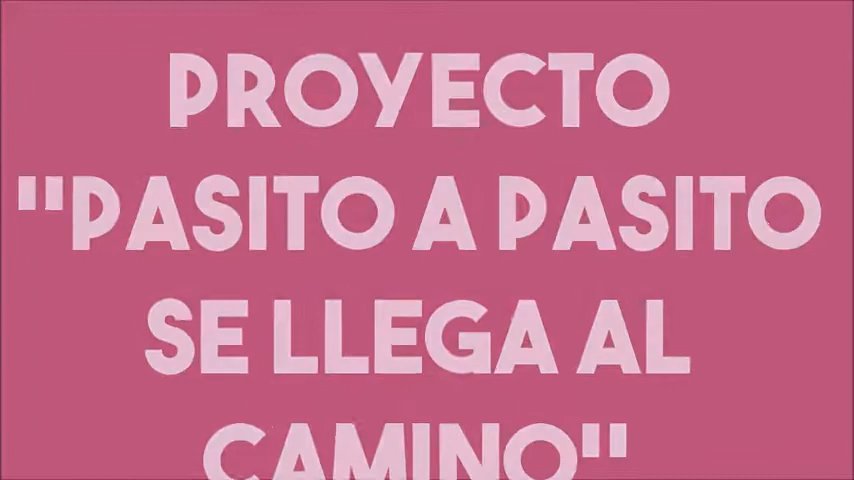 PROYECTO
"PASITO A PASITO
SE LLEGA AL
CAMINO"